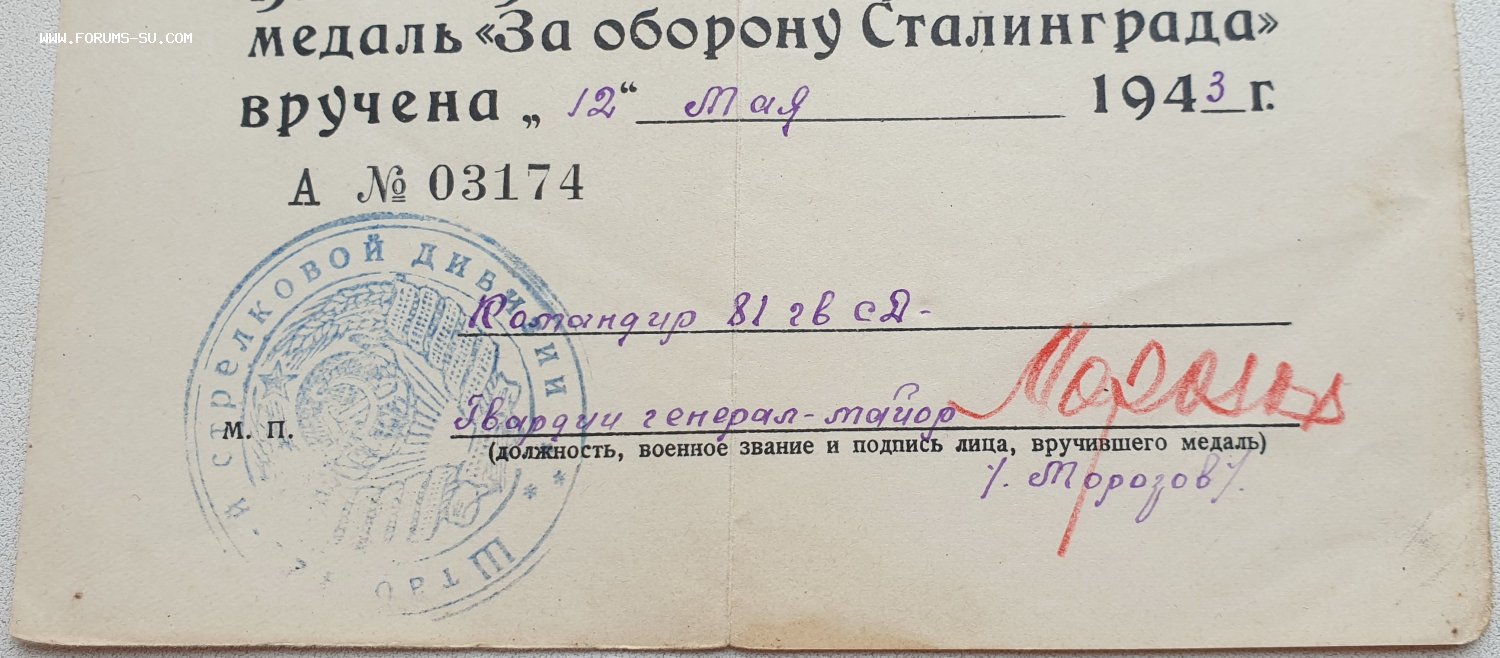 WWW.FORUMS-SU.COM
медаль «За оборону Сталинграда»
вручена „ 12 “ Мая 1943 г.
А № 03174
СТРЕЛКОВОЙ ДИВИЗИИ
Командир 81 гв сД-
М. П.
Гвардии генерал-майор Морозов
(должность, военное звание и подпись лица, вручившего медаль)
/. Морозов /.